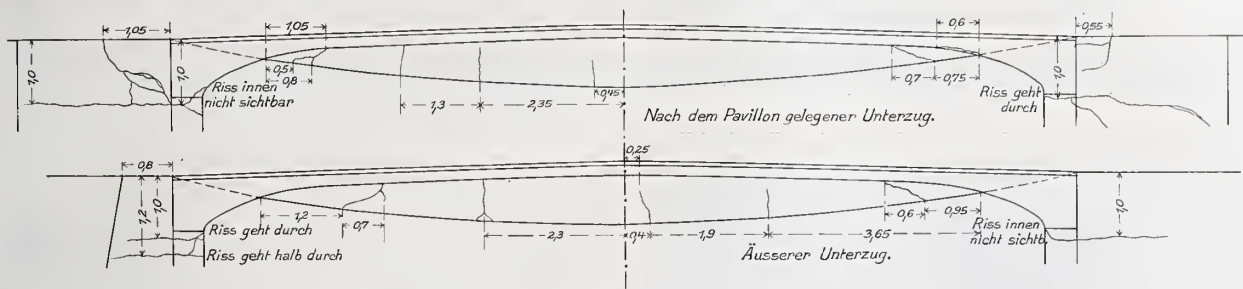 1,05
1,05
0,6
0,55
1,0
1,0
0,5
0,8
0,7
0,75
1,0
Riss innen
nicht sichtbar
0,45
Riss geht
durch
1,3
2,35
Nach dem Pavillon gelegener Unterzug.
0,8
0,25
1,2
1,0
1,2
0,7
0,6
0,95
1,0
Riss geht durch
Riss geht halb durch
2,3
0,4
1,9
3,65
Riss innen
nicht sichtb.
Äusserer Unterzug.